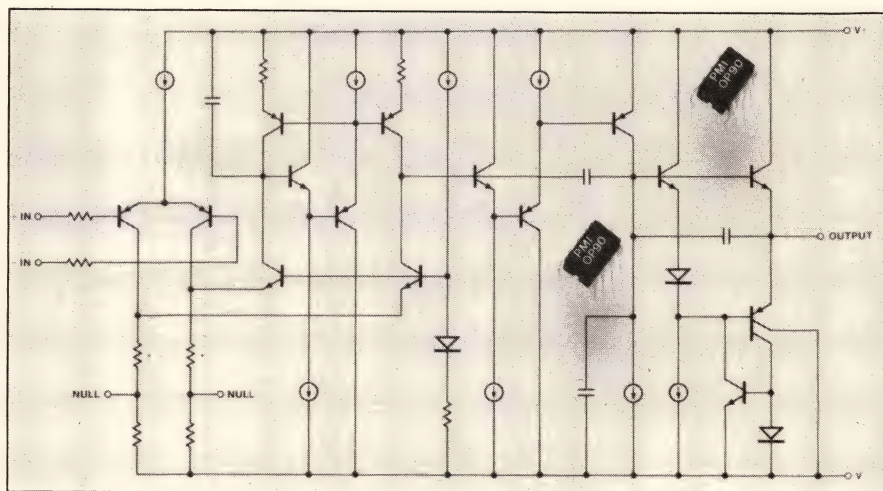 V+
PMI
OP90
- IN
IN
PMI
OP90
OUTPUT
NULL
NULL
V